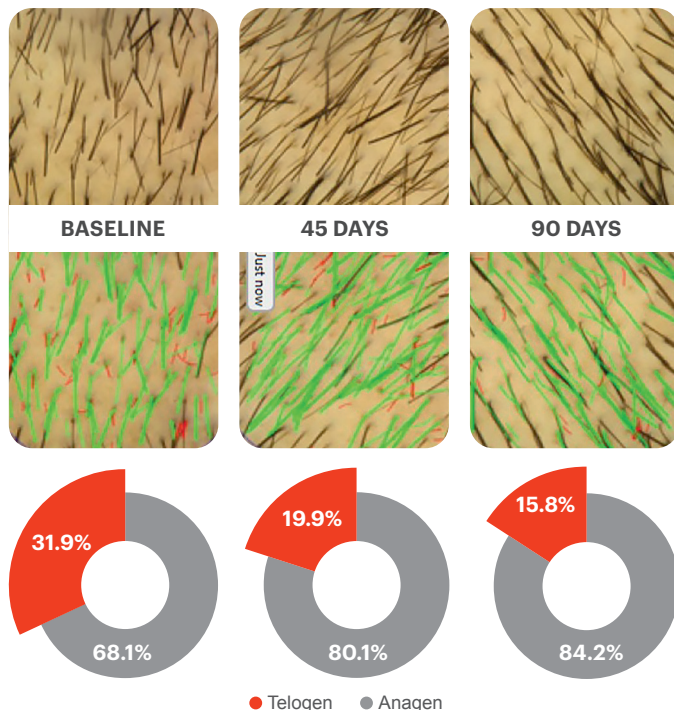 BASELINE
45 DAYS
90 DAYS
Just now
31.9%
68.1%
19.9%
80.1%
15.8%
84.2%
Telogen
Anagen